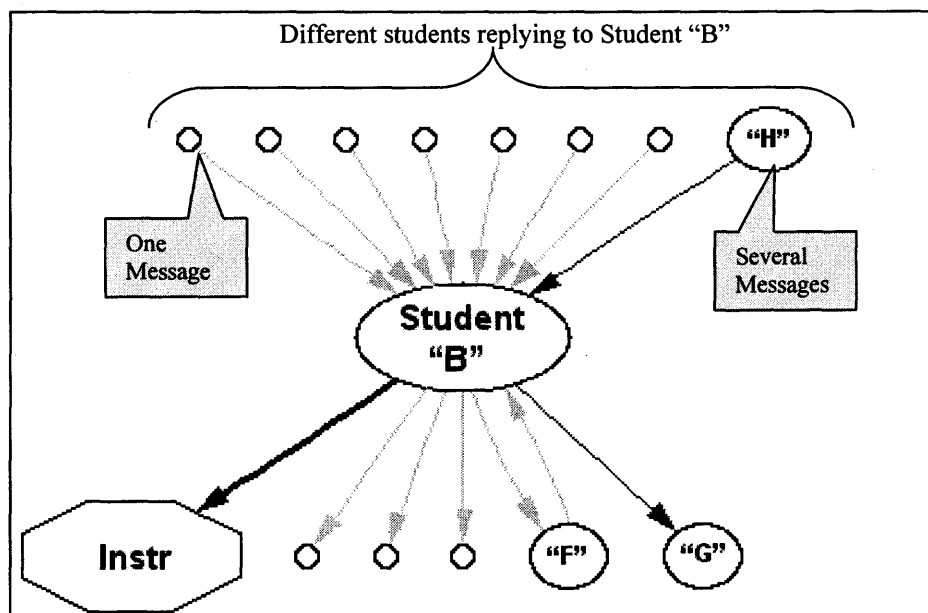 Different students replying to Student “B”
“H”
One
Message
Several
Messages
Student
“B”
Instr
“F”
“G”